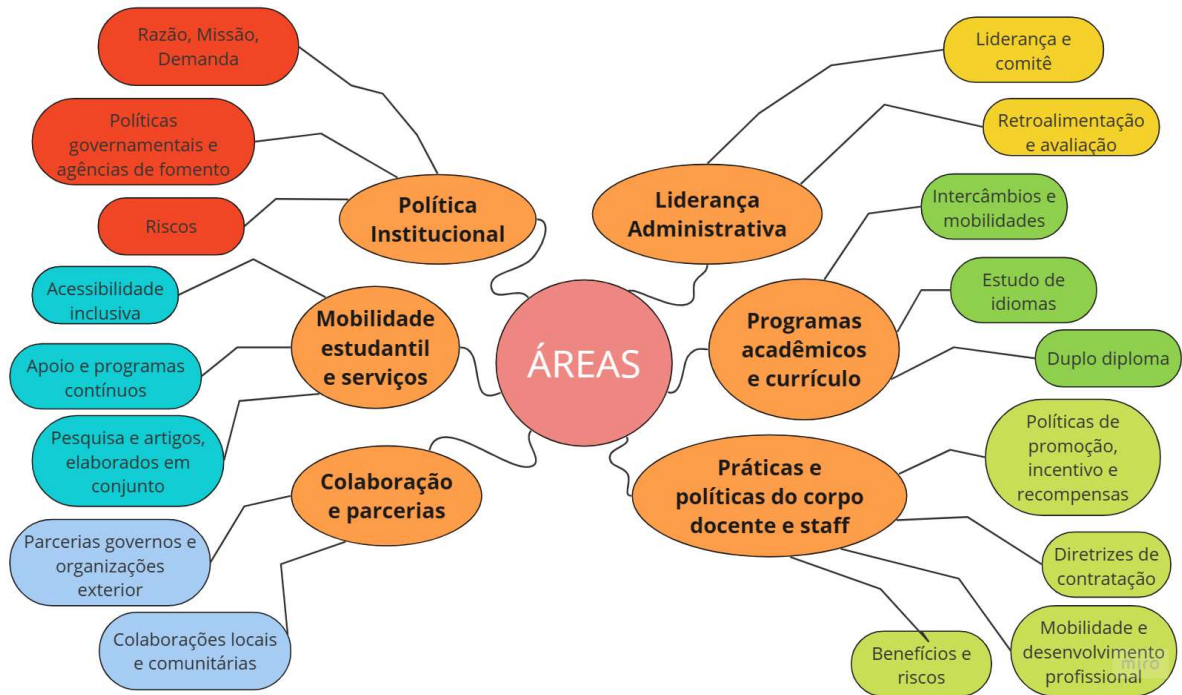 ÁREAS
Política
Institucional
Razão, Missão,
Demanda
Políticas
governamentais e
agências de fomento
Riscos
Mobilidade
estudantil
e serviços
Acessibilidade
inclusiva
Apoio e programas
contínuos
Pesquisa e artigos,
elaborados em
conjunto
Colaboração
e parcerias
Parcerias governos e
organizações
exterior
Colaborações locais
e comunitárias
Liderança
Administrativa
Liderança e
comitê
Retroalimentação
e avaliação
Programas
acadêmicos
e currículo
Intercâmbios e
mobilidades
Estudo de
idiomas
Duplo diploma
Práticas e
políticas do corpo
docente e staff
Políticas de
promoção,
incentivo e
recompensas
Diretrizes de
contratação
Mobilidade e
desenvolvimento
profissional
Benefícios e
riscos
miro